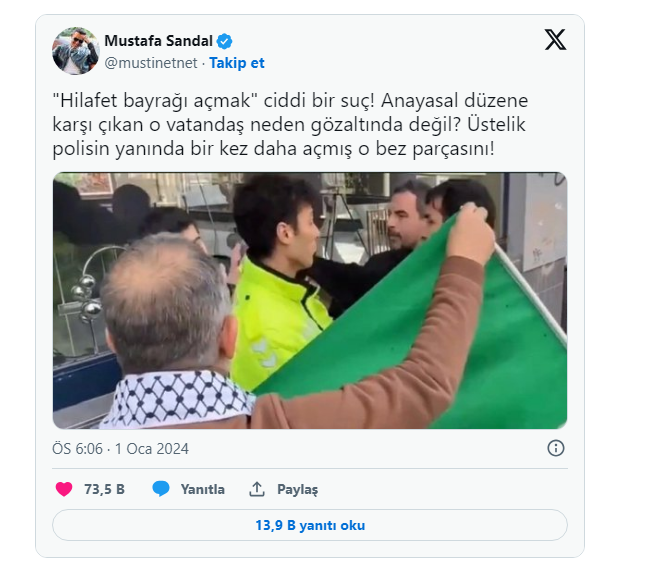 Mustafa Sandal
@mustinetnet · Takip et
"Hilafet bayrağı açmak" ciddi bir suç! Anayasal düzene
karşı çıkan o vatandaş neden gözaltında değil? Üstelik
polisin yanında bir kez daha açmış o bez parçasını!
ÖS 6:06 · 1 Oca 2024
73,5 B Yanıtla Paylaş
13,9 B yanıtı oku